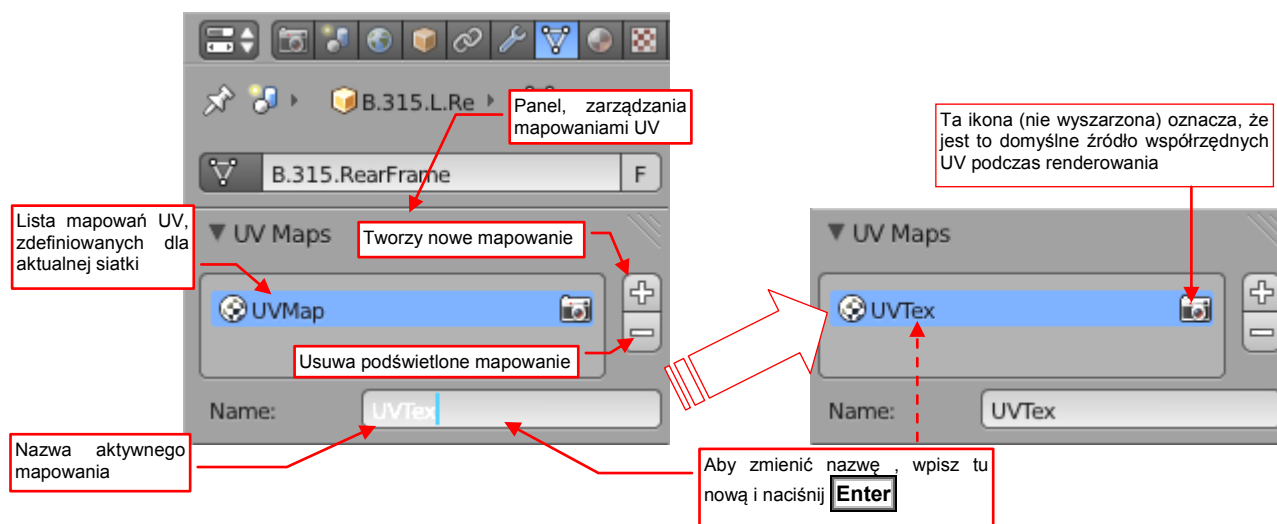 B.315.L.Re
Panel, zarządzania
mapowaniami UV
B.315.RearFrame
F
Ta ikona (nie wyszarzona) oznacza, że
jest to domyślne źródło współrzędnych
UV podczas renderowania
Lista mapowań UV,
zdefiniowanych dla
aktualnej siatki
UV Maps
Tworzy nowe mapowanie
UVMap
Usuwa podświetlone mapowanie
Name:
UVTex
Nazwa aktywnego
mapowania
UV Maps
UVTex
Name:
UVTex
Aby zmienić nazwę , wpisz tu
nową i naciśnij Enter